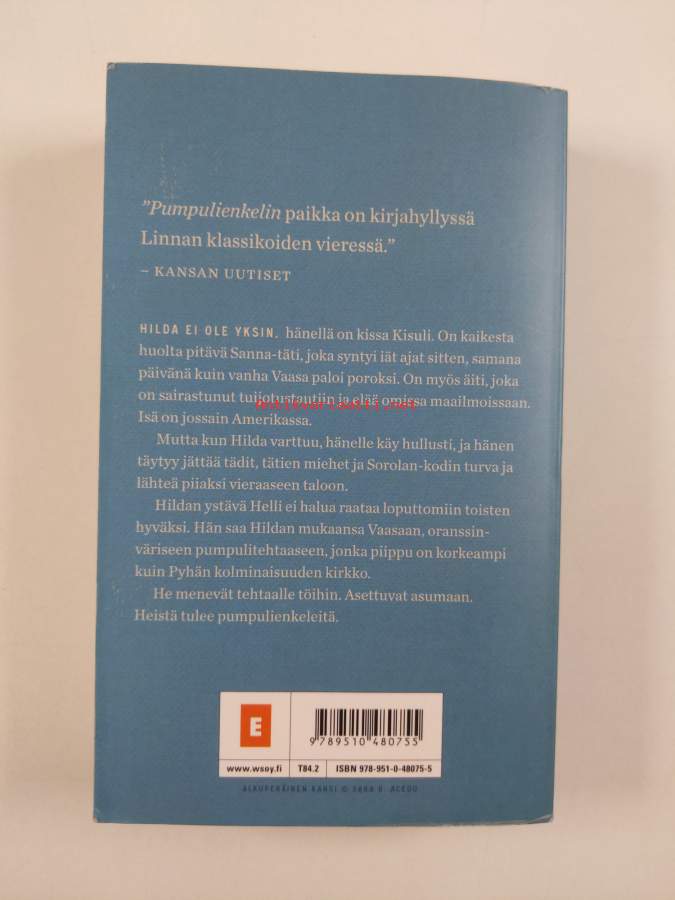 ”Pumpulienkelin paikka on kirjahyllyssä
Linnan klassikoiden vieressä.”
– KANSAN UUTISET
HILDA EI OLE YKSIN, hänellä on kissa Kisuli. On kaikesta
huolta pitävä Sanna-täti, joka syntyi iät ajat sitten, samana
päivänä kuin vanha Vaasa paloi poroksi. On myös äiti, joka
on sairastunut tuijotustautiin ja elää omissa maailmoissaan.
Isä on jossain Amerikassa.
Mutta kun Hilda varttuu, hänelle käy hullusti, ja hänen
täytyy jättää tädit, tätien miehet ja Sorolan-kodin turva ja
lähteä piiaksi vieraaseen taloon.
Hildan ystävä Helli ei halua raataa loputtomiin toisten
hyväksi. Hän saa Hildan mukaansa Vaasaan, oranssin-
väriseen pumpulitehtaaseen, jonka piippu on korkeampi
kuin Pyhän kolminaisuuden kirkko.
He menevät tehtaalle töihin. Asettuvat asumaan.
Heistä tulee pumpulienkeleitä.
E
9 789510 480755
www.wsoy.fi T84.2 ISBN 978-951-0-48075-5
ALKUPERÄINEN KANSI © SARA R. ACEDO